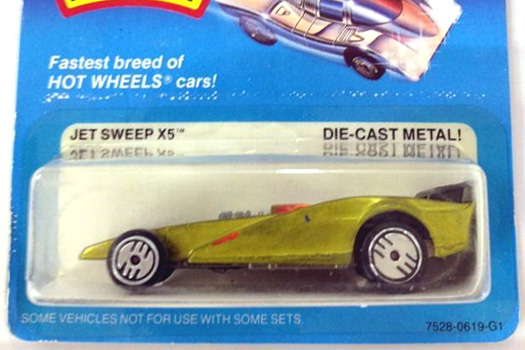 Fastest breed of
HOT WHEELS® cars!
JET SWEEP X5™ DIE-CAST METAL!
SOME VEHICLES NOT FOR USE WITH SOME SETS.
7528-0619-G1